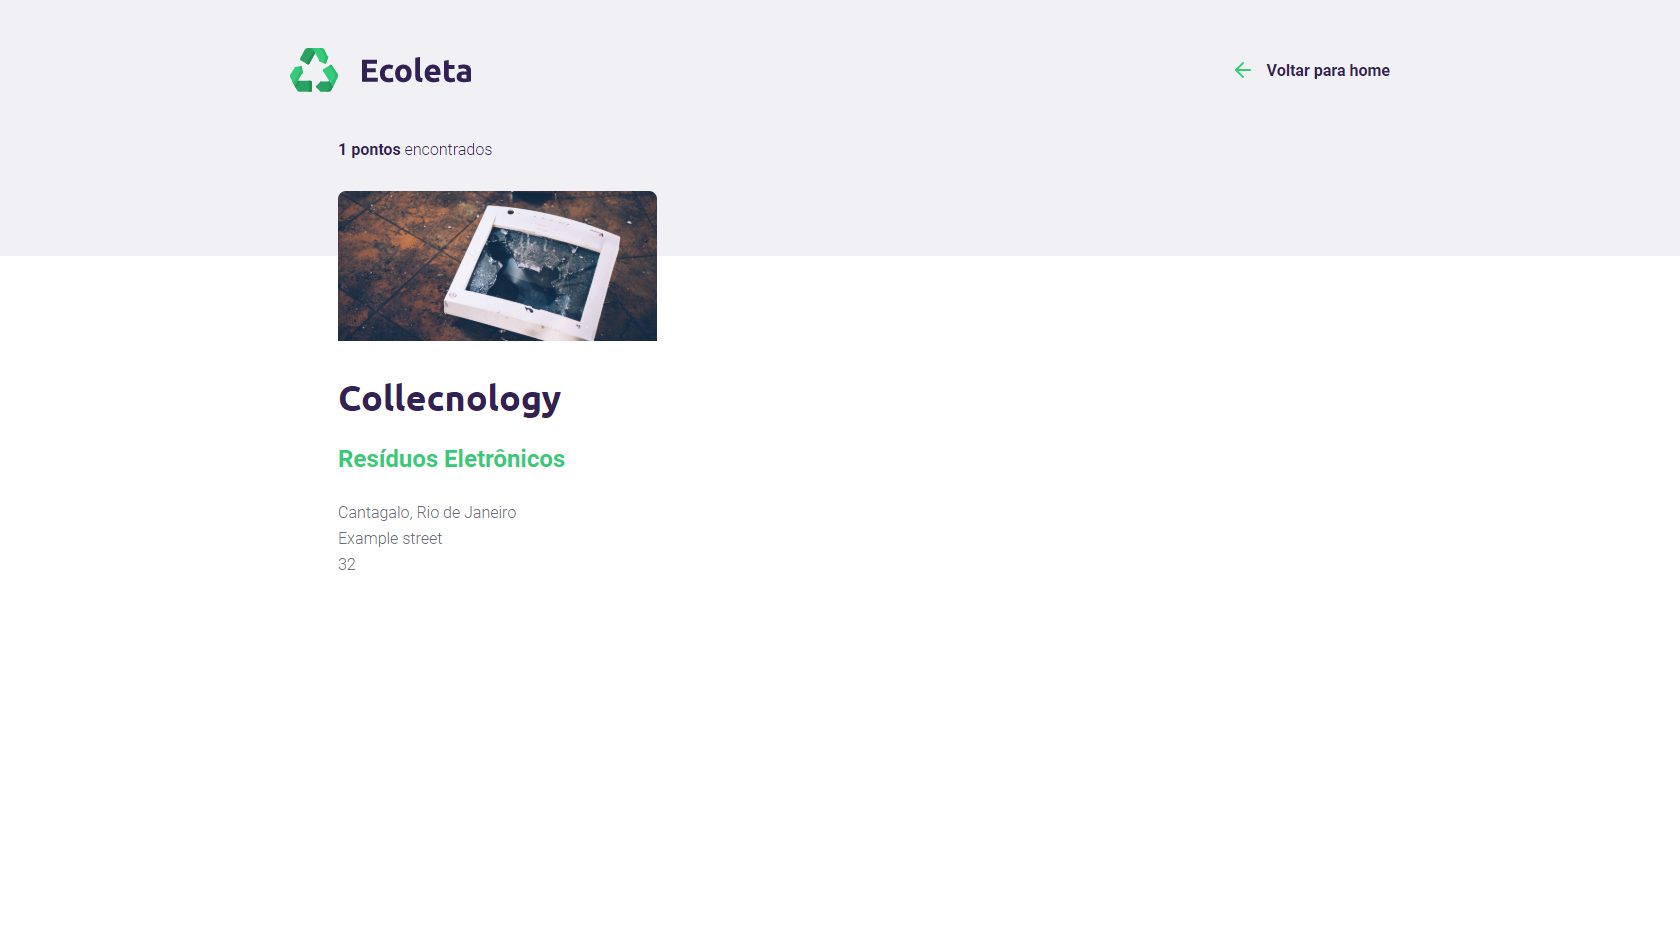 Ecoleta
Voltar para home
1 pontos encontrados
Collecnology
Resíduos Eletrônicos
Cantagalo, Rio de Janeiro
Example street
32